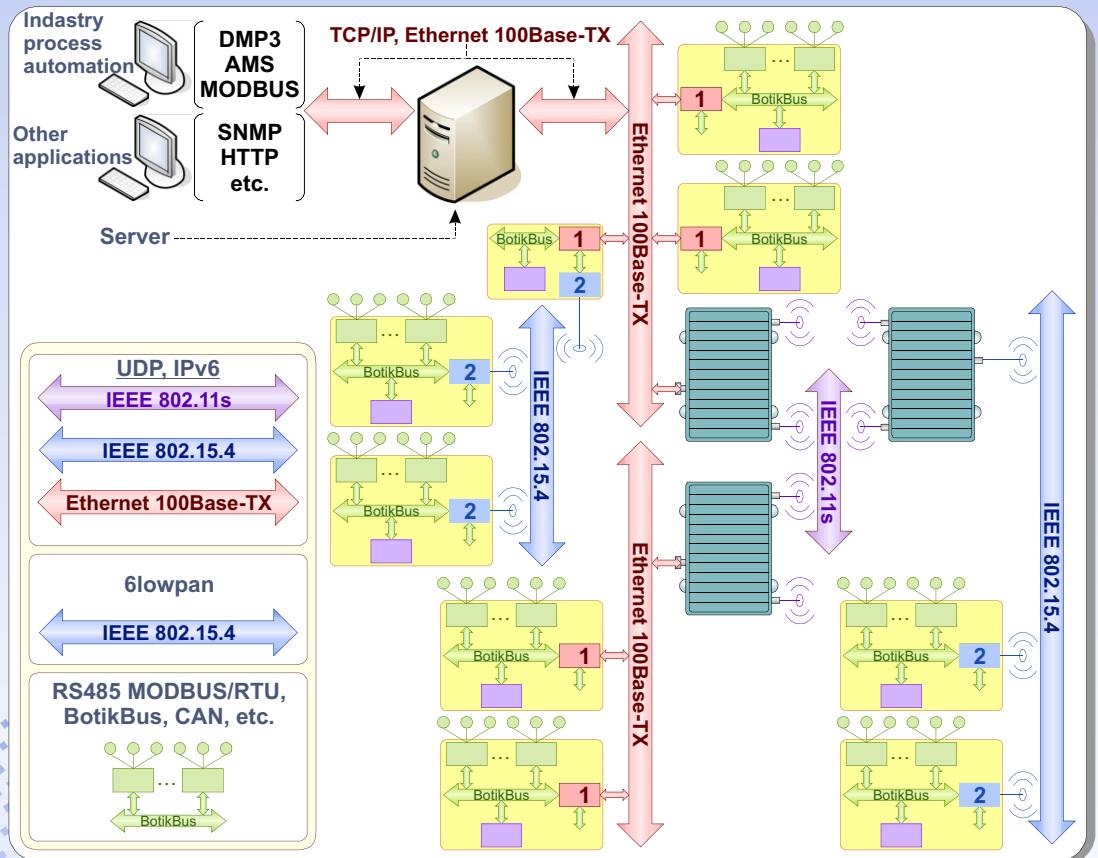 Indastry
process
automation
DMP3
AMS
MODBUS
TCP/IP, Ethernet 100Base-TX
Other
applications
SNMP
HTTP
etc.
Server
Ethernet 100Base-TX
...
1
BotikBus
...
1
BotikBus
BotikBus
1
2
...
BotikBus
2
...
BotikBus
2
IEEE 802.15.4
IEEE 802.11s
IEEE 802.15.4
UDP, IPv6
IEEE 802.11s
IEEE 802.15.4
Ethernet 100Base-TX
6lowpan
IEEE 802.15.4
RS485 MODBUS/RTU,
BotikBus, CAN, etc.
...
BotikBus
Ethernet 100Base-TX
...
BotikBus
1
...
BotikBus
1
...
BotikBus
2
...
BotikBus
2